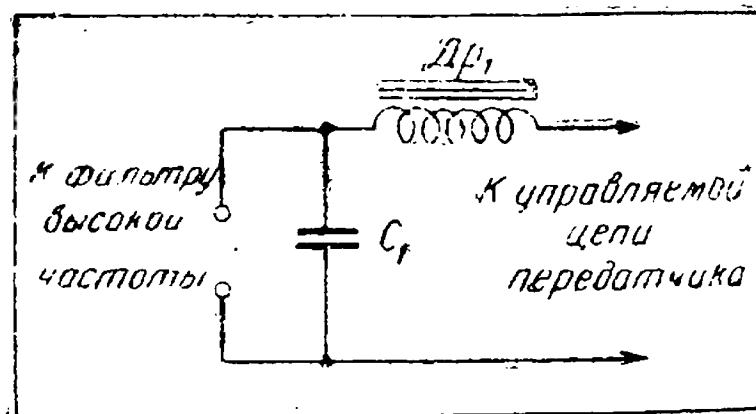 Др₁
К фильтру
высокой
частоты
C₁
К управляемой
цепи
передатчика